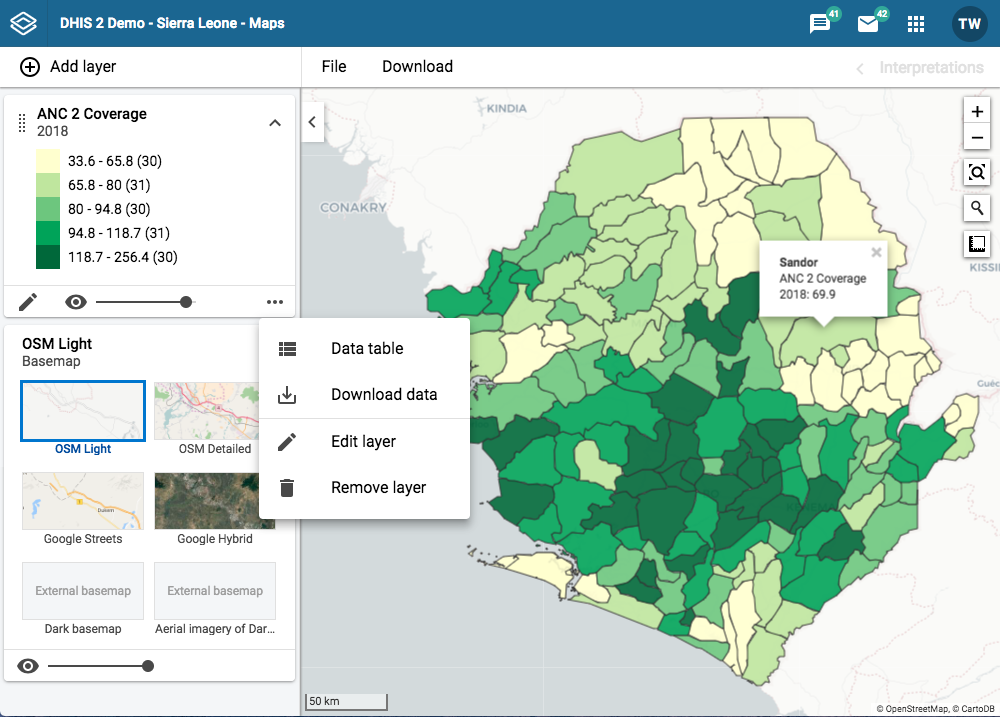 DHIS 2 Demo - Sierra Leone - Maps
41
42
TW
Add layer
File
Download
Interpretations
ANC 2 Coverage
2018
33.6 - 65.8 (30)
65.8 - 80 (31)
80 - 94.8 (30)
94.8 - 118.7 (31)
118.7 - 256.4 (30)
OSM Light
Basemap
OSM Light
OSM Detailed
Google Streets
Google Hybrid
External basemap
External basemap
Dark basemap
Aerial imagery of Dar...
Data table
Download data
Edit layer
Remove layer
KINDIA
CONAKRY
Sandor
ANC 2 Coverage
2018: 69.9
KISSI
Guéc
50 km
© OpenStreetMap, © CartoDB